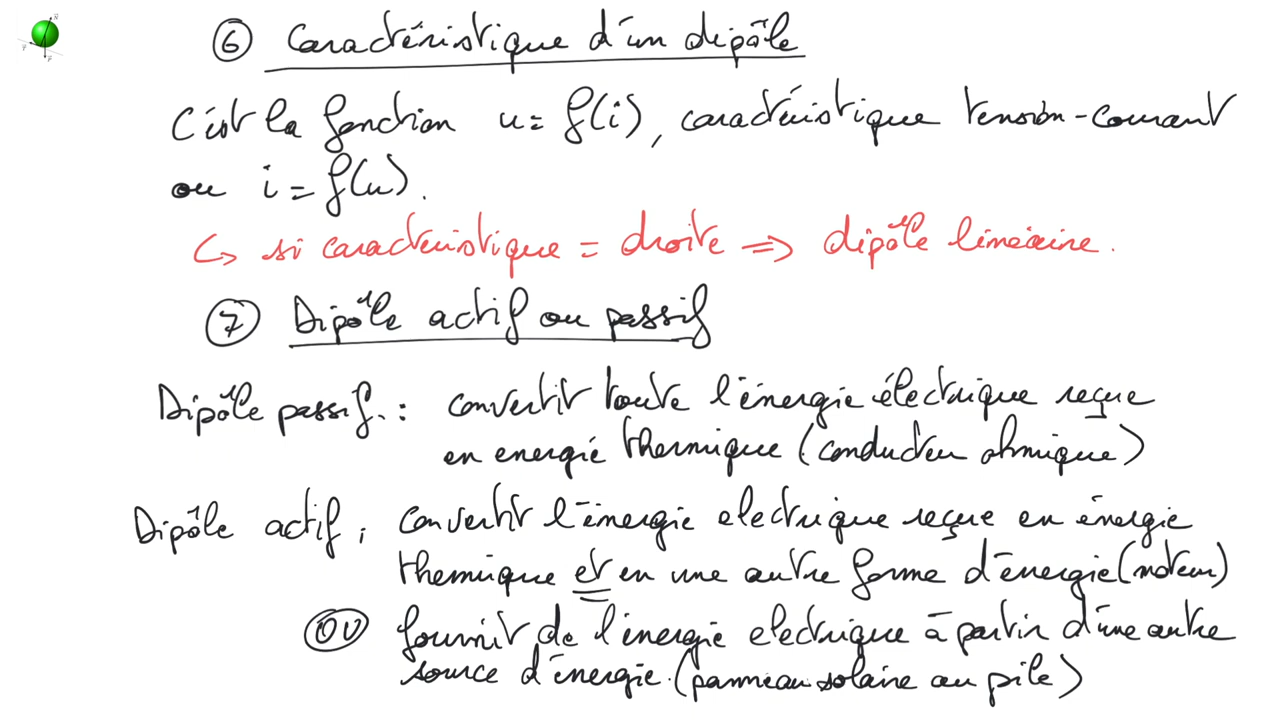 ⑥ Caractéristique d'un dipôle
C'est la fonction u = f(i), caractéristique tension-courant
ou i = f(u).
↪ si caractéristique = droite ⇒ dipôle linéaire.
⑦ Dipôle actif ou passif
Dipôle passif : convertit toute l'énergie électrique reçue
en energie thermique (conducteur ohmique)
Dipôle actif : convertit l'énergie electrique reçue en énergie
thermique et en une autre forme d'énergie (moteur)
OU fournit de l'énergie electrique à partir d'une autre
source d'énergie. (panneau solaire ou pile)